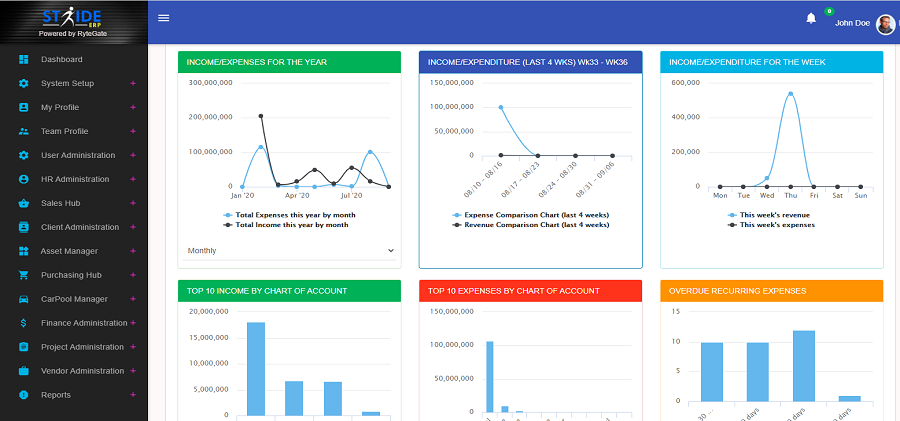 STRIDE
ERP
Powered by RyteGate
0
John Doe
Dashboard
System Setup +
My Profile +
Team Profile +
User Administration +
HR Administration +
Sales Hub +
Client Administration +
Asset Manager +
Purchasing Hub +
CarPool Manager +
Finance Administration +
Project Administration +
Vendor Administration +
Reports +
INCOME/EXPENSES FOR THE YEAR
300,000,000
200,000,000
100,000,000
0
Jan '20 Apr '20 Jul '20
Total Expenses this year by month
Total Income this year by month
Monthly
INCOME/EXPENDITURE (LAST 4 WKS) Wk33 - WK36
150,000,000
100,000,000
50,000,000
0
08/10 - 08/16 08/17 - 08/23 08/24 - 08/30 08/31 - 09/06
Expense Comparison Chart (last 4 weeks)
Revenue Comparison Chart (last 4 weeks)
INCOME/EXPENDITURE FOR THE WEEK
600,000
400,000
200,000
0
Mon Tue Wed Thu Fri Sat Sun
This week's revenue
This week's expenses
TOP 10 INCOME BY CHART OF ACCOUNT
20,000,000
15,000,000
10,000,000
5,000,000
0
TOP 10 EXPENSES BY CHART OF ACCOUNT
150,000,000
100,000,000
50,000,000
0
OVERDUE RECURRING EXPENSES
15
10
5
0
30 ... days days days